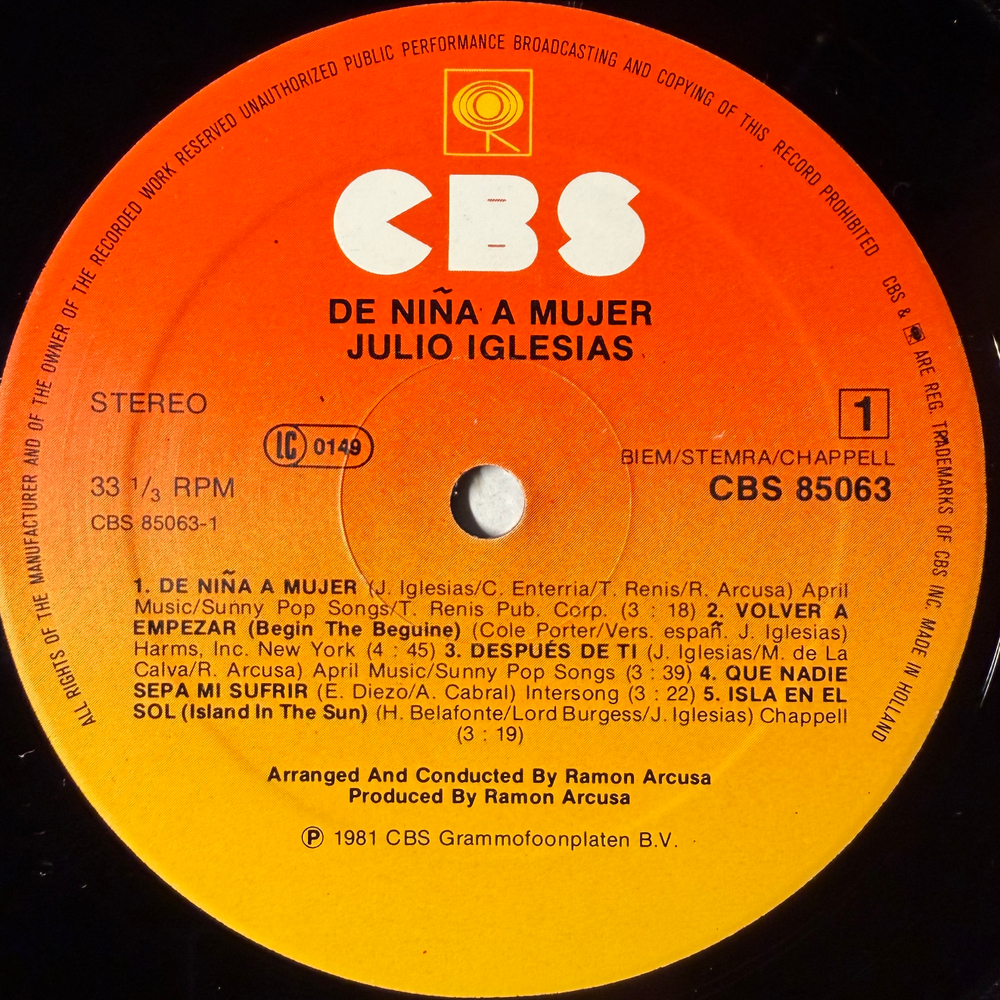 ALL RIGHTS OF THE MANUFACTURER AND OF THE OWNER OF THE RECORDED WORK RESERVED UNAUTHORIZED PUBLIC PERFORMANCE BROADCASTING AND COPYING OF THIS RECORD PROHIBITED CBS & ARE REG. TRADEMARKS OF CBS INC. MADE IN HOLLAND
CBS
DE NIÑA A MUJER
JULIO IGLESIAS
STEREO
1
LC 0149
BIEM/STEMRA/CHAPPELL
33 1/3 RPM
CBS 85063
CBS 85063-1
1. DE NIÑA A MUJER (J. Iglesias/C. Enterria/T. Renis/R. Arcusa) April
Music/Sunny Pop Songs/T. Renis Pub. Corp. (3 : 18) 2. VOLVER A
EMPEZAR (Begin The Beguine) (Cole Porter/Vers. españ. J. Iglesias)
Harms, Inc. New York (4 : 45) 3. DESPUÉS DE TI (J. Iglesias/M. de La
Calva/R. Arcusa) April Music/Sunny Pop Songs (3 : 39) 4. QUE NADIE
SEPA MI SUFRIR (E. Diezo/A. Cabral) Intersong (3 : 22) 5. ISLA EN EL
SOL (Island In The Sun) (H. Belafonte/Lord Burgess/J. Iglesias) Chappell
(3 : 19)
Arranged And Conducted By Ramon Arcusa
Produced By Ramon Arcusa
Ⓟ 1981 CBS Grammofoonplaten B.V.